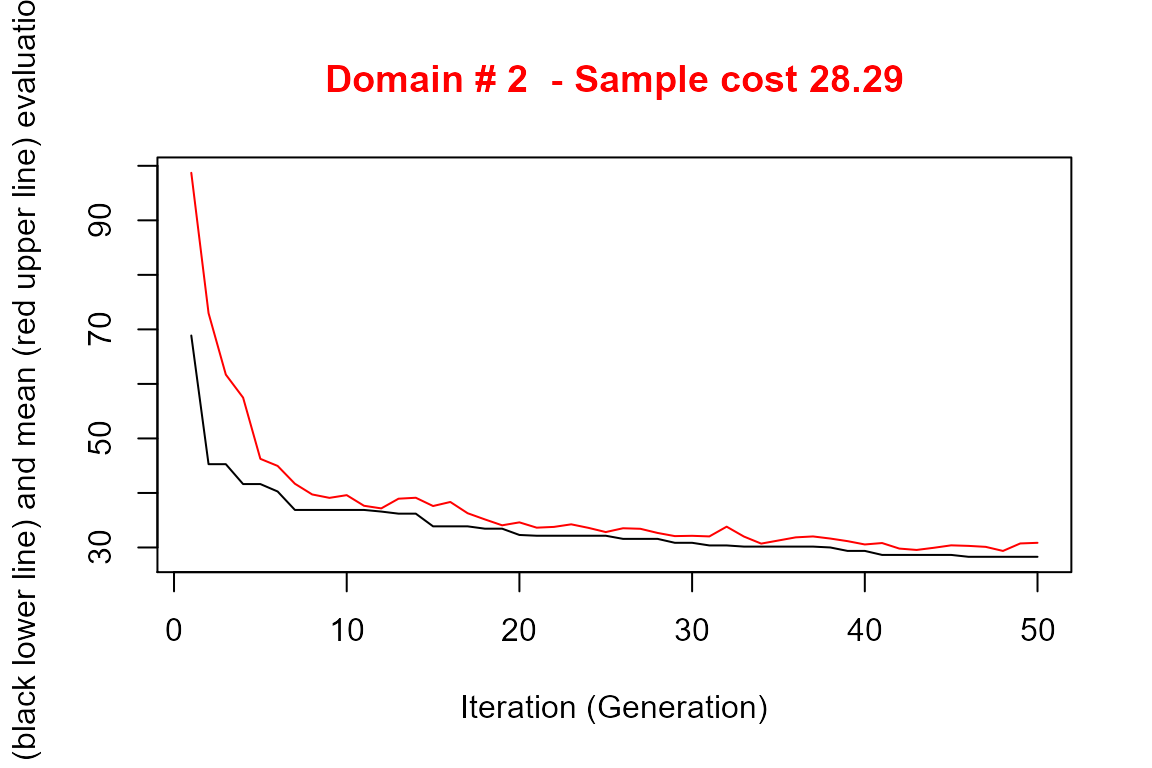 Domain # 2  - Sample cost 28.29
(black lower line) and mean (red upper line) evaluatio
90
70
50
30
0 10 20 30 40 50
Iteration (Generation)